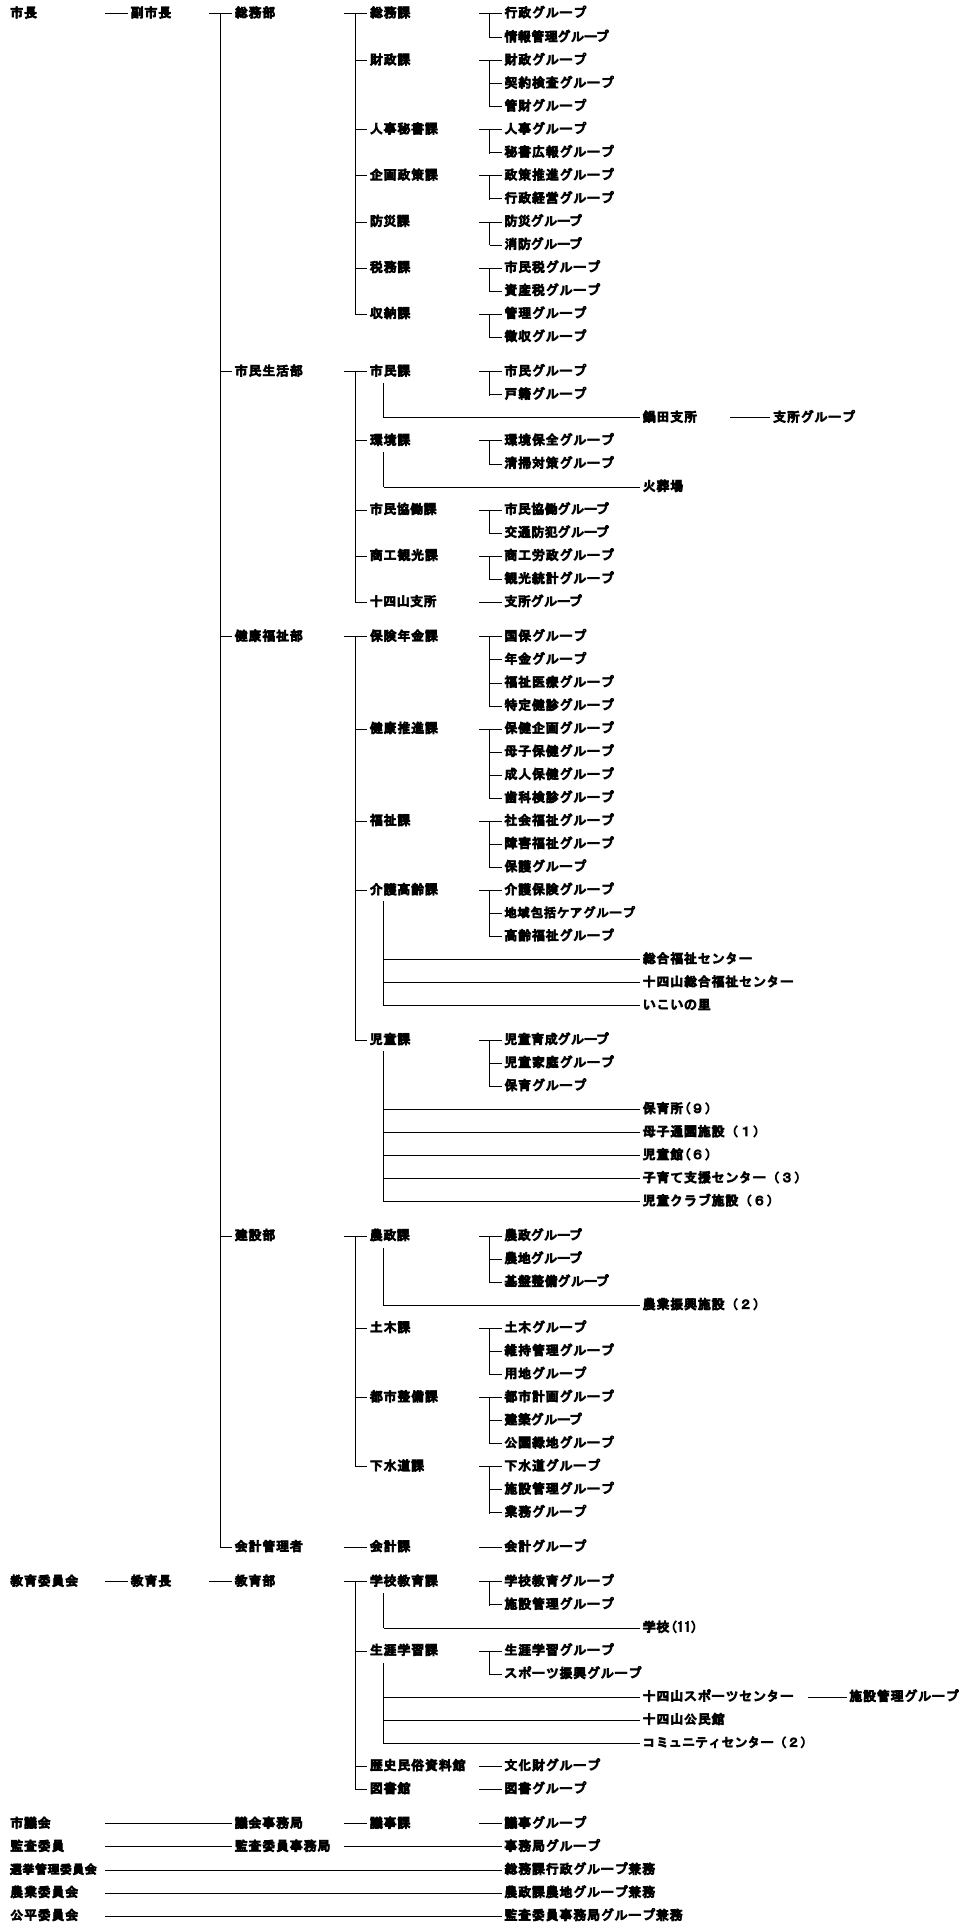 市長 副市長 総務部 総務課 行政グループ
情報管理グループ
財政課 財政グループ
契約検査グループ
管財グループ
人事秘書課 人事グループ
秘書広報グループ
企画政策課 政策推進グループ
行政経営グループ
防災課 防災グループ
消防グループ
税務課 市民税グループ
資産税グループ
収納課 管理グループ
徴収グループ
市民生活部 市民課 市民グループ
戸籍グループ
鍋田支所 支所グループ
環境課 環境保全グループ
清掃対策グループ
火葬場
市民協働課 市民協働グループ
交通防犯グループ
商工観光課 商工労政グループ
観光統計グループ
十四山支所 支所グループ
健康福祉部 保険年金課 国保グループ
年金グループ
福祉医療グループ
特定健診グループ
健康推進課 保健企画グループ
母子保健グループ
成人保健グループ
歯科検診グループ
福祉課 社会福祉グループ
障害福祉グループ
保護グループ
介護高齢課 介護保険グループ
地域包括ケアグループ
高齢福祉グループ
総合福祉センター
十四山総合福祉センター
いこいの里
児童課 児童育成グループ
児童家庭グループ
保育グループ
保育所(９)
母子通園施設（１）
児童館(６)
子育て支援センター（３）
児童クラブ施設（６）
建設部 農政課 農政グループ
農地グループ
基盤整備グループ
農業振興施設（２）
土木課 土木グループ
維持管理グループ
用地グループ
都市整備課 都市計画グループ
建築グループ
公園緑地グループ
下水道課 下水道グループ
施設管理グループ
業務グループ
会計管理者 会計課 会計グループ
教育委員会 教育長 教育部 学校教育課 学校教育グループ
施設管理グループ
学校(11)
生涯学習課 生涯学習グループ
スポーツ振興グループ
十四山スポーツセンター 施設管理グループ
十四山公民館
コミュニティセンター（２）
歴史民俗資料館 文化財グループ
図書館 図書グループ
市議会 議会事務局 議事課 議事グループ
監査委員 監査委員事務局 事務局グループ
選挙管理委員会 総務課行政グループ兼務
農業委員会 農政課農地グループ兼務
公平委員会 監査委員事務局グループ兼務